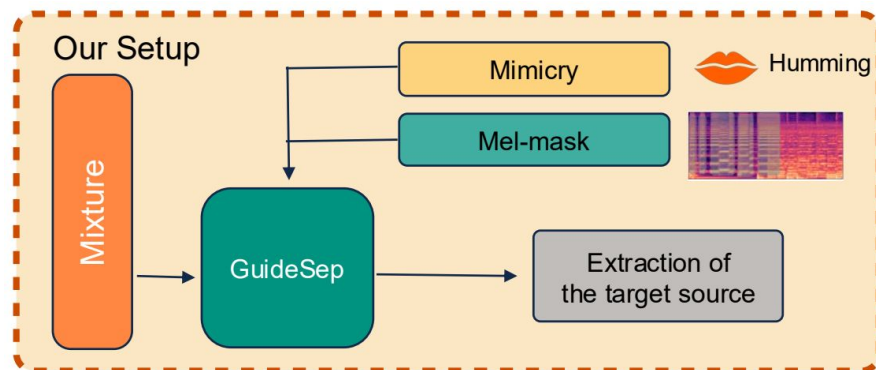 Our Setup
Mimicry
Humming
Mel-mask
Mixture
GuideSep
Extraction of
the target source